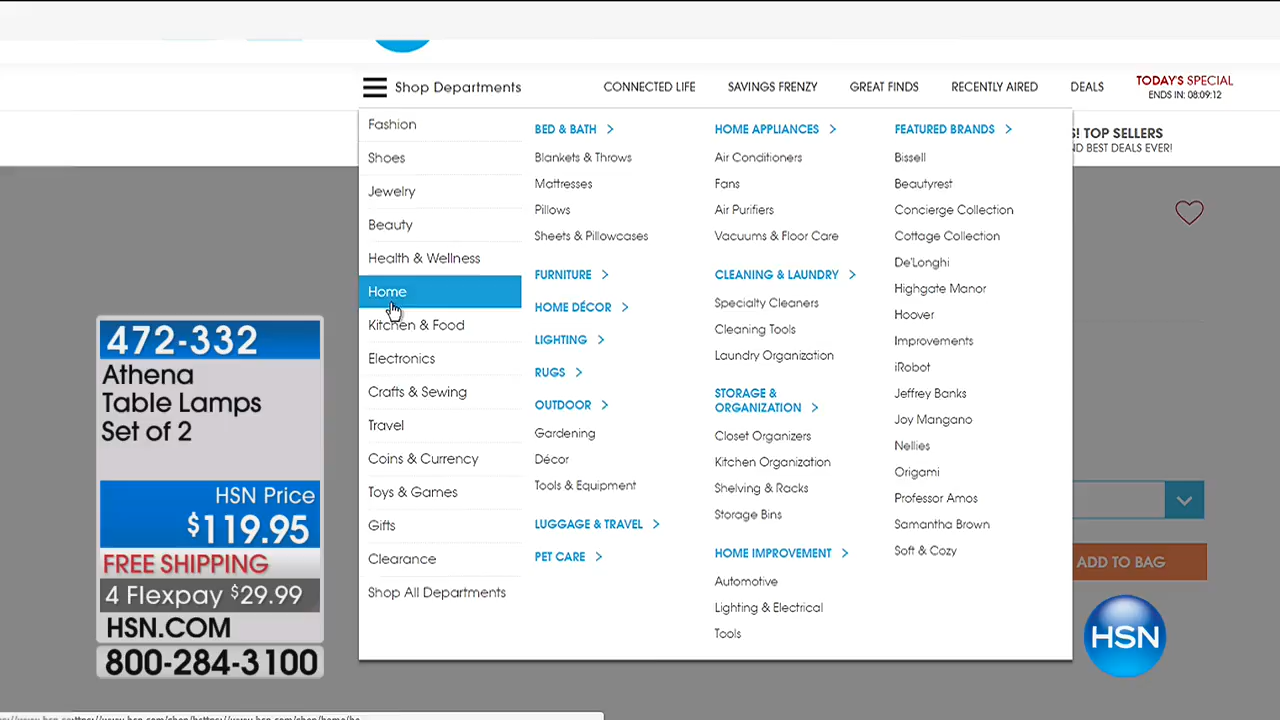 Shop Departments
CONNECTED LIFE
SAVINGS FRENZY
GREAT FINDS
RECENTLY AIRED
DEALS
TODAY'S SPECIAL
ENDS IN: 08:09:12
! TOP SELLERS
ND BEST DEALS EVER!
Fashion
Shoes
Jewelry
Beauty
Health & Wellness
Home
Kitchen & Food
Electronics
Crafts & Sewing
Travel
Coins & Currency
Toys & Games
Gifts
Clearance
Shop All Departments
BED & BATH >
Blankets & Throws
Mattresses
Pillows
Sheets & Pillowcases
FURNITURE >
HOME DÉCOR >
LIGHTING >
RUGS >
OUTDOOR >
Gardening
Décor
Tools & Equipment
LUGGAGE & TRAVEL >
PET CARE >
HOME APPLIANCES >
Air Conditioners
Fans
Air Purifiers
Vacuums & Floor Care
CLEANING & LAUNDRY >
Specialty Cleaners
Cleaning Tools
Laundry Organization
STORAGE &
ORGANIZATION >
Closet Organizers
Kitchen Organization
Shelving & Racks
Storage Bins
HOME IMPROVEMENT >
Automotive
Lighting & Electrical
Tools
FEATURED BRANDS >
Bissell
Beautyrest
Concierge Collection
Cottage Collection
De'Longhi
Highgate Manor
Hoover
Improvements
iRobot
Jeffrey Banks
Joy Mangano
Nellies
Origami
Professor Amos
Samantha Brown
Soft & Cozy
ADD TO BAG
HSN
472-332
Athena
Table Lamps
Set of 2
HSN Price
$119.95
FREE SHIPPING
4 Flexpay $29.99
HSN.COM
800-284-3100